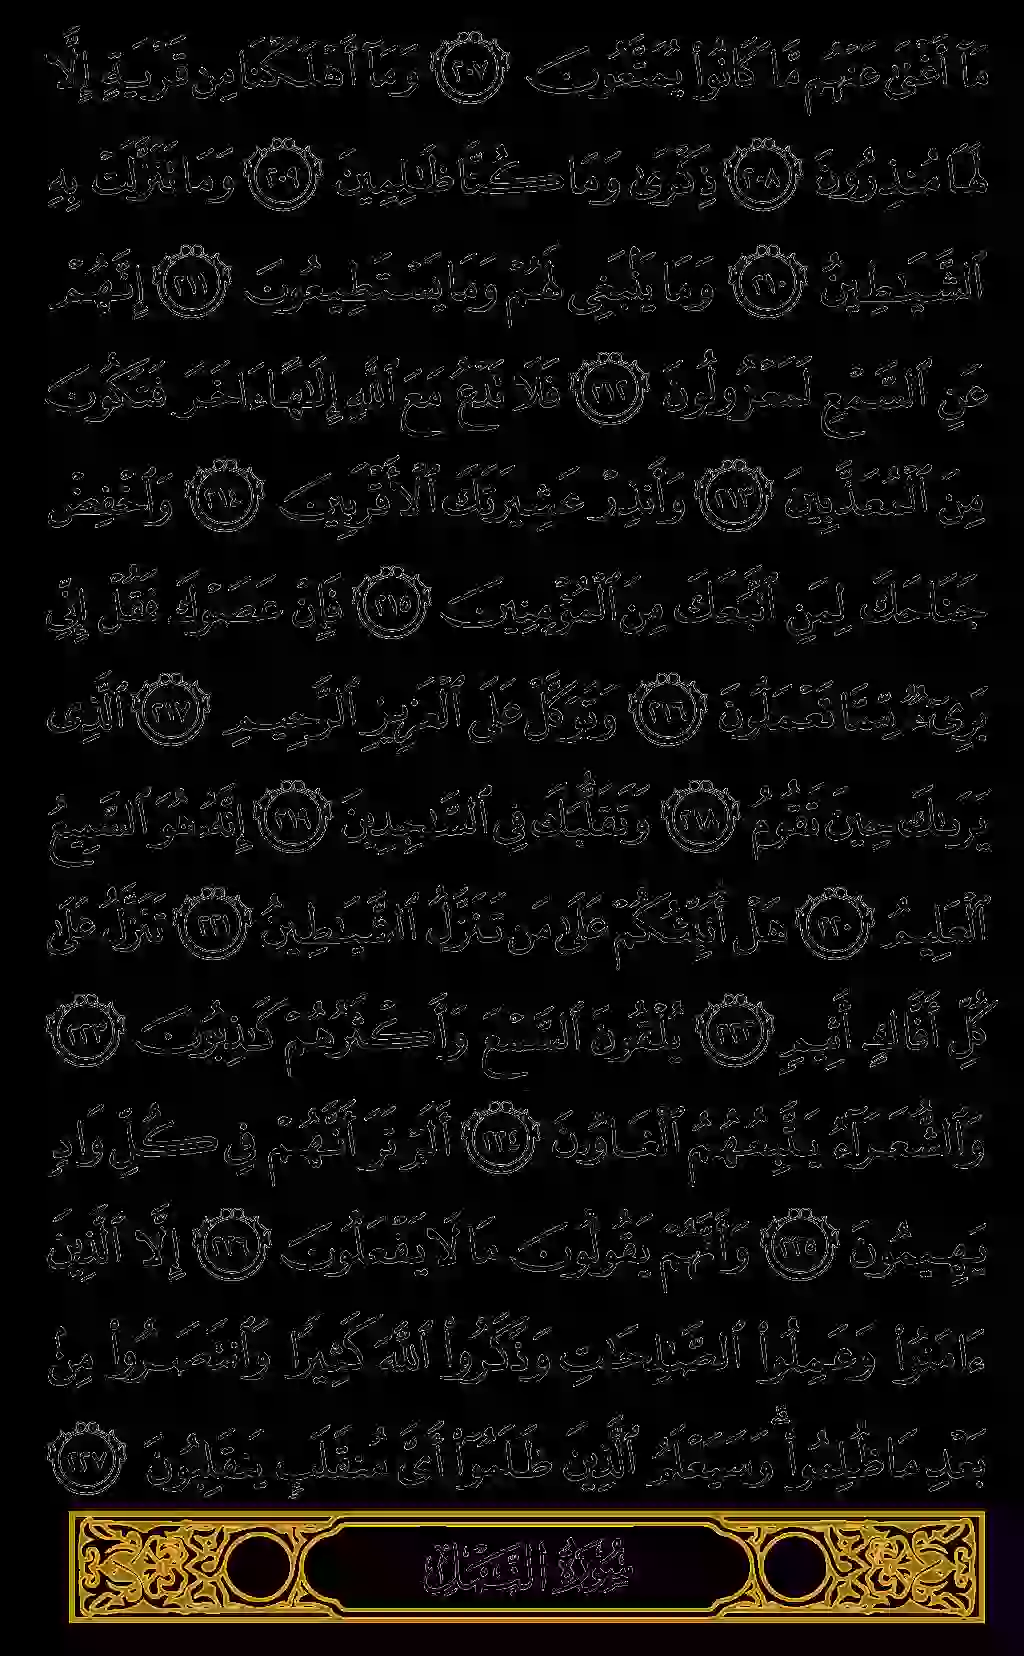 مَآ أَغْنَىٰ عَنْهُم مَّا كَانُوا۟ يُمَتَّعُونَ ٢٠٧ وَمَآ أَهْلَكْنَا مِن قَرْيَةٍ إِلَّا
لَهَا مُنذِرُونَ ٢٠٨ ذِكْرَىٰ وَمَا كُنَّا ظَـٰلِمِينَ ٢٠٩ وَمَا تَنَزَّلَتْ بِهِ
ٱلشَّيَـٰطِينُ ٢١٠ وَمَا يَنۢبَغِى لَهُمْ وَمَا يَسْتَطِيعُونَ ٢١١ إِنَّهُمْ
عَنِ ٱلسَّمْعِ لَمَعْزُولُونَ ٢١٢ فَلَا تَدْعُ مَعَ ٱللَّهِ إِلَـٰهًا ءَاخَرَ فَتَكُونَ
مِنَ ٱلْمُعَذَّبِينَ ٢١٣ وَأَنذِرْ عَشِيرَتَكَ ٱلْأَقْرَبِينَ ٢١٤ وَٱخْفِضْ
جَنَاحَكَ لِمَنِ ٱتَّبَعَكَ مِنَ ٱلْمُؤْمِنِينَ ٢١٥ فَإِنْ عَصَوْكَ فَقُلْ إِنِّى
بَرِىٓءٌ مِّمَّا تَعْمَلُونَ ٢١٦ وَتَوَكَّلْ عَلَى ٱلْعَزِيزِ ٱلرَّحِيمِ ٢١٧ ٱلَّذِى
يَرَىٰكَ حِينَ تَقُومُ ٢١٨ وَتَقَلُّبَكَ فِى ٱلسَّـٰجِدِينَ ٢١٩ إِنَّهُۥ هُوَ ٱلسَّمِيعُ
ٱلْعَلِيمُ ٢٢٠ هَلْ أُنَبِّئُكُمْ عَلَىٰ مَن تَنَزَّلُ ٱلشَّيَـٰطِينُ ٢٢١ تَنَزَّلُ عَلَىٰ
كُلِّ أَفَّاكٍ أَثِيمٍ ٢٢٢ يُلْقُونَ ٱلسَّمْعَ وَأَكْثَرُهُمْ كَـٰذِبُونَ ٢٢٣
وَٱلشُّعَرَآءُ يَتَّبِعُهُمُ ٱلْغَاوُۥنَ ٢٢٤ أَلَمْ تَرَ أَنَّهُمْ فِى كُلِّ وَادٍ
يَهِيمُونَ ٢٢٥ وَأَنَّهُمْ يَقُولُونَ مَا لَا يَفْعَلُونَ ٢٢٦ إِلَّا ٱلَّذِينَ
ءَامَنُوا۟ وَعَمِلُوا۟ ٱلصَّـٰلِحَـٰتِ وَذَكَرُوا۟ ٱللَّهَ كَثِيرًا وَٱنتَصَرُوا۟ مِنۢ
بَعْدِ مَا ظُلِمُوا۟ ۗ وَسَيَعْلَمُ ٱلَّذِينَ ظَلَمُوٓا۟ أَىَّ مُنقَلَبٍ يَنقَلِبُونَ ٢٢٧
سُورَةُ النَّمۡلِ